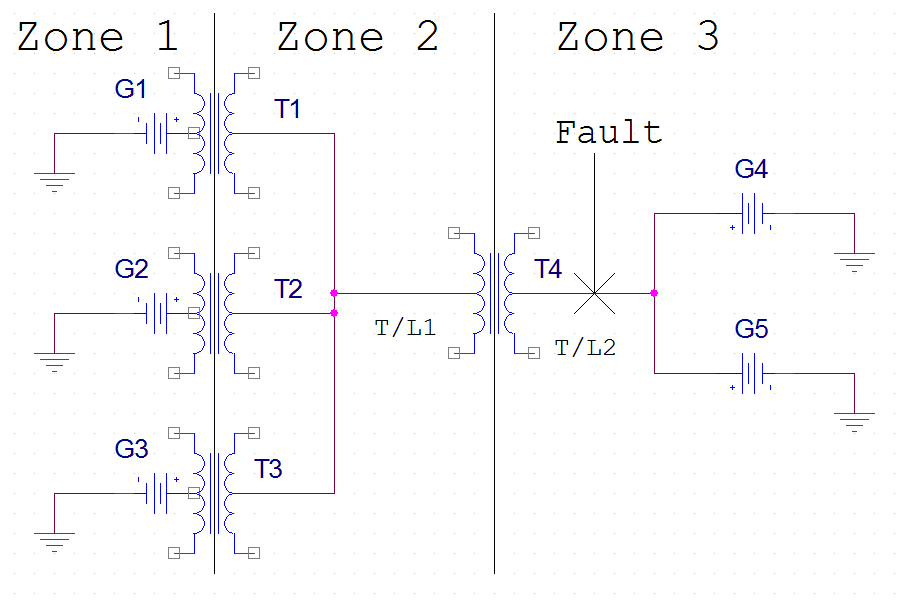 Zone 1
Zone 2
Zone 3
G1
T1
Fault
G4
G2
T2
T4
T/L1
T/L2
G5
G3
T3